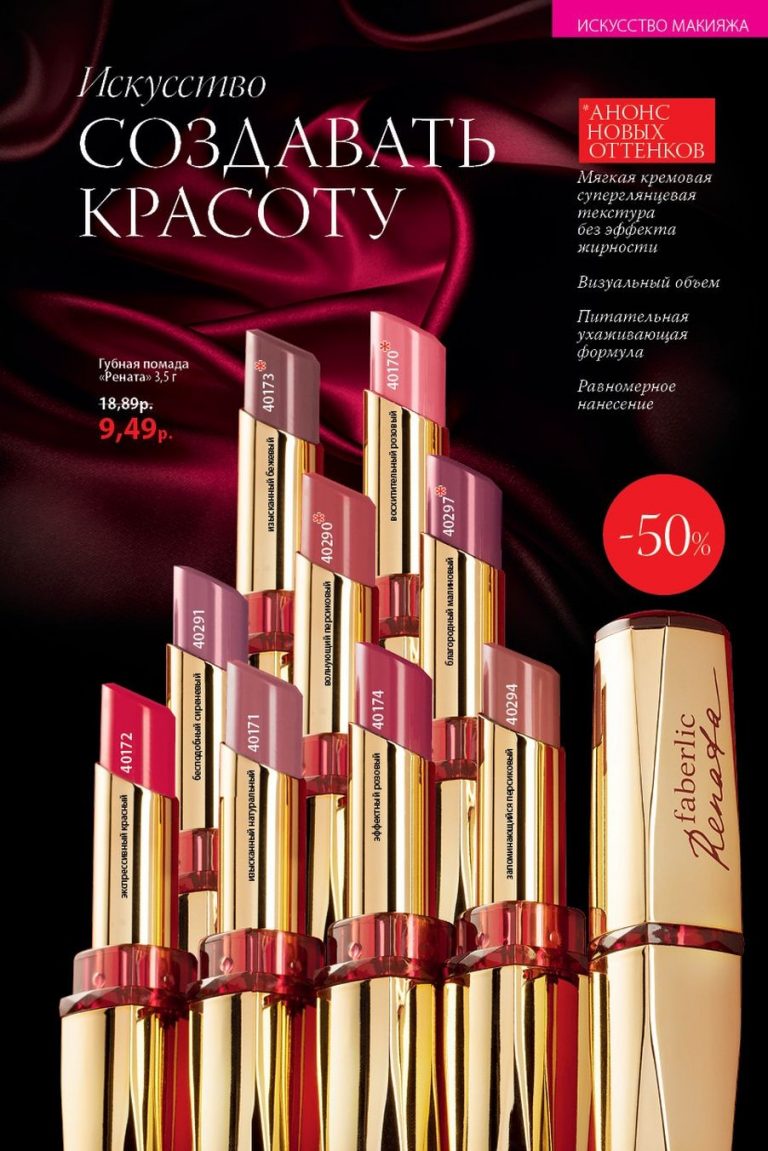 ИСКУССТВО МАКИЯЖА
Искусство
СОЗДАВАТЬ
КРАСОТУ
*АНОНС
НОВЫХ
ОТТЕНКОВ
Мягкая кремовая
суперглянцевая
текстура
без эффекта
жирности
Визуальный объем
Питательная
ухаживающая
формула
Равномерное
нанесение
Губная помада
«Рената» 3,5 г
18,89р.
9,49р.
-50%
40173*
изысканный бежевый
40170*
восхитительный розовый
40290*
волнующий персиковый
40297*
благородный малиновый
40291
бесподобный сиреневый
40172
экспрессивный красный
40171
изысканный натуральный
40174
эффектный розовый
40294
запоминающийся персиковый
faberlic
Renata